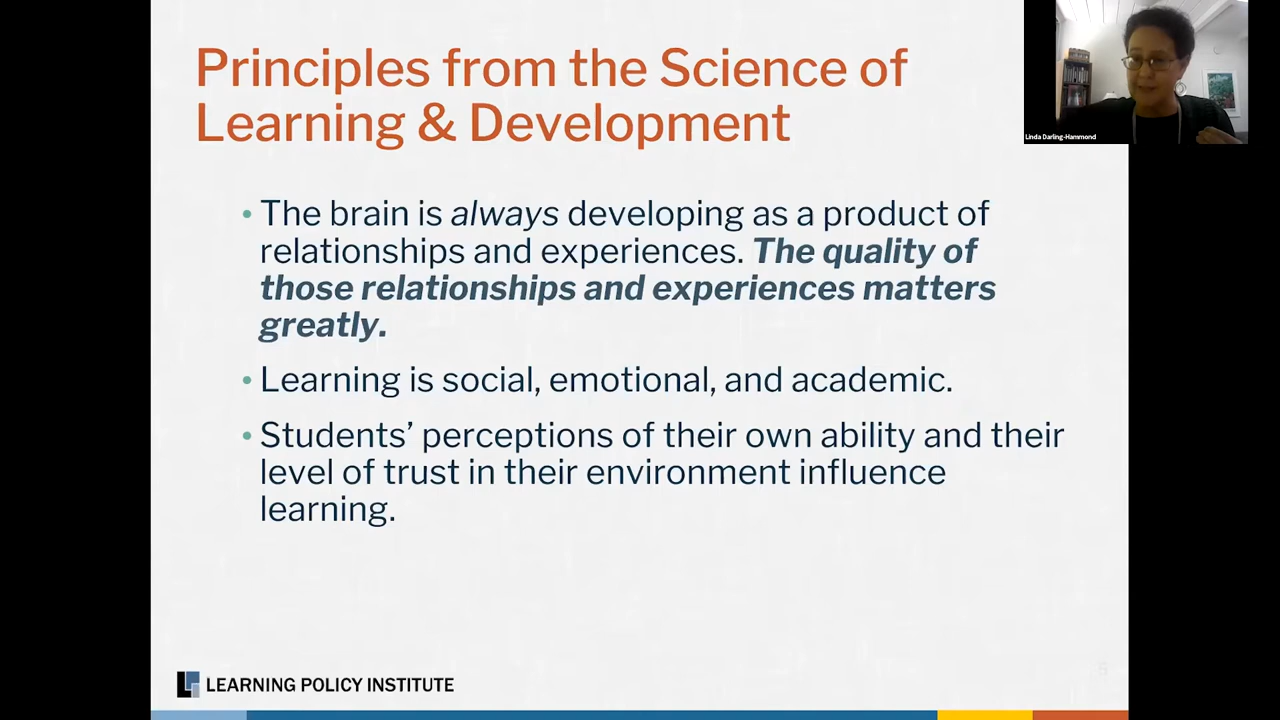 Principles from the Science of
Learning & Development
Linda Darling-Hammond
• The brain is always developing as a product of
relationships and experiences. The quality of
those relationships and experiences matters
greatly.
• Learning is social, emotional, and academic.
• Students’ perceptions of their own ability and their
level of trust in their environment influence
learning.
LEARNING POLICY INSTITUTE